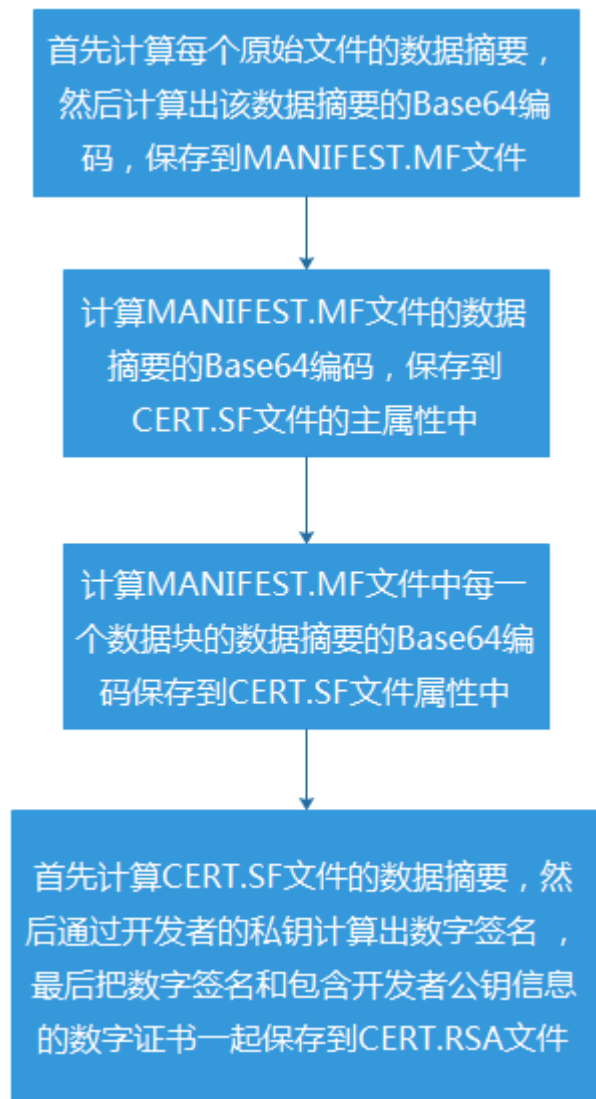 首先计算每个原始文件的数据摘要，
然后计算出该数据摘要的Base64编
码，保存到MANIFEST.MF文件
计算MANIFEST.MF文件的数据
摘要的Base64编码，保存到
CERT.SF文件的主属性中
计算MANIFEST.MF文件中每一
个数据块的数据摘要的Base64编
码保存到CERT.SF文件属性中
首先计算CERT.SF文件的数据摘要，然
后通过开发者的私钥计算出数字签名 ，
最后把数字签名和包含开发者公钥信息
的数字证书一起保存到CERT.RSA文件